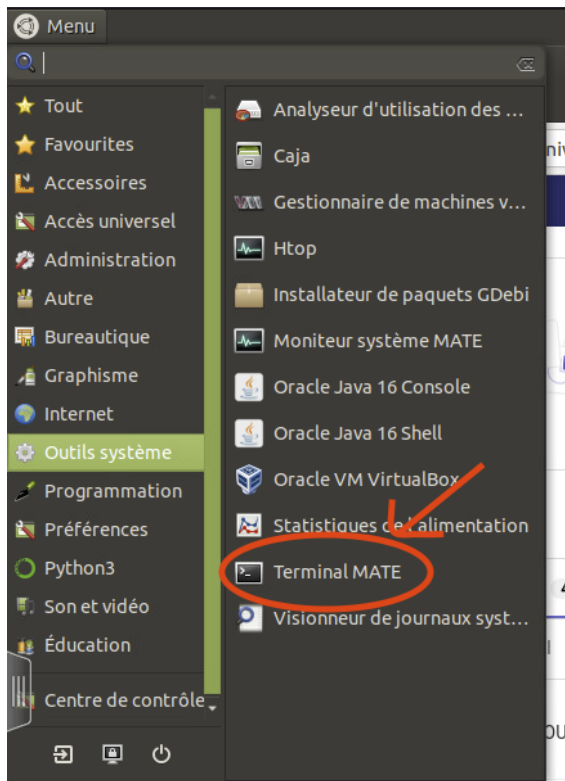 Menu
Tout
Favourites
Accessoires
Accès universel
Administration
Autre
Bureautique
Graphisme
Internet
Outils système
Programmation
Préférences
Python3
Son et vidéo
Éducation
Centre de contrôle
Analyseur d'utilisation des ...
Caja
Gestionnaire de machines v...
Htop
Installateur de paquets GDebi
Moniteur système MATE
Oracle Java 16 Console
Oracle Java 16 Shell
Oracle VM VirtualBox
Statistiques de l'alimentation
Terminal MATE
Visionneur de journaux syst...